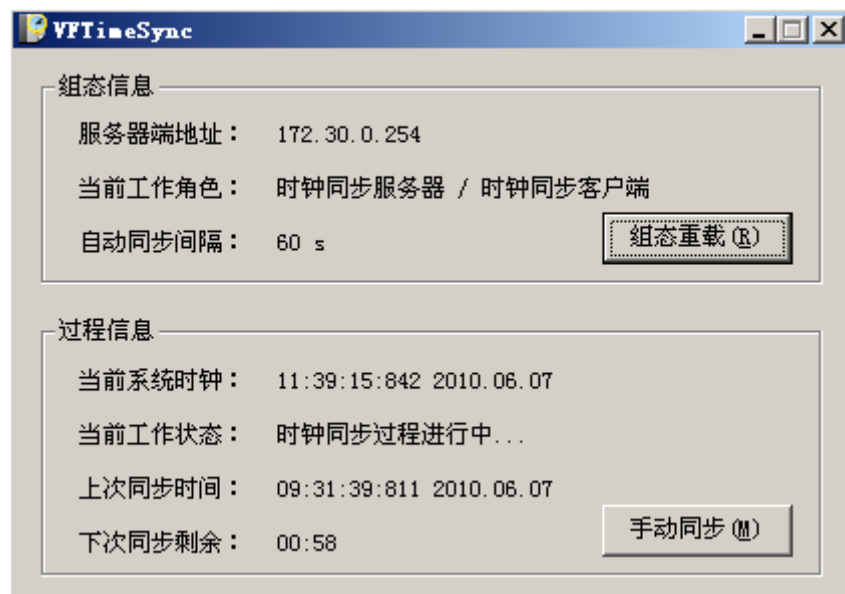 VFTimeSync
组态信息
服务器端地址： 172.30.0.254
当前工作角色： 时钟同步服务器 / 时钟同步客户端
自动同步间隔： 60 s
组态重载(R)
过程信息
当前系统时钟： 11:39:15:842 2010.06.07
当前工作状态： 时钟同步过程进行中...
上次同步时间： 09:31:39:811 2010.06.07
下次同步剩余： 00:58
手动同步(M)